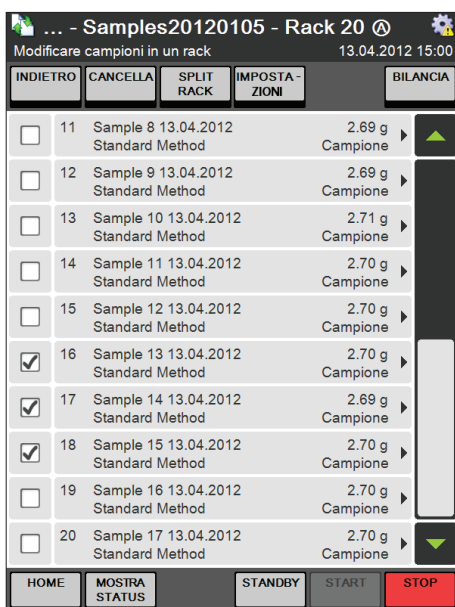 ... - Samples20120105 - Rack 20 Ⓐ
Modificare campioni in un rack 13.04.2012 15:00
INDIETRO CANCELLA SPLIT RACK IMPOSTA- ZIONI BILANCIA
11 Sample 8 13.04.2012 2.69 g
Standard Method Campione
12 Sample 9 13.04.2012 2.69 g
Standard Method Campione
13 Sample 10 13.04.2012 2.71 g
Standard Method Campione
14 Sample 11 13.04.2012 2.70 g
Standard Method Campione
15 Sample 12 13.04.2012 2.70 g
Standard Method Campione
16 Sample 13 13.04.2012 2.70 g
Standard Method Campione
17 Sample 14 13.04.2012 2.69 g
Standard Method Campione
18 Sample 15 13.04.2012 2.70 g
Standard Method Campione
19 Sample 16 13.04.2012 2.70 g
Standard Method Campione
20 Sample 17 13.04.2012 2.70 g
Standard Method Campione
HOME MOSTRA STATUS STANDBY START STOP